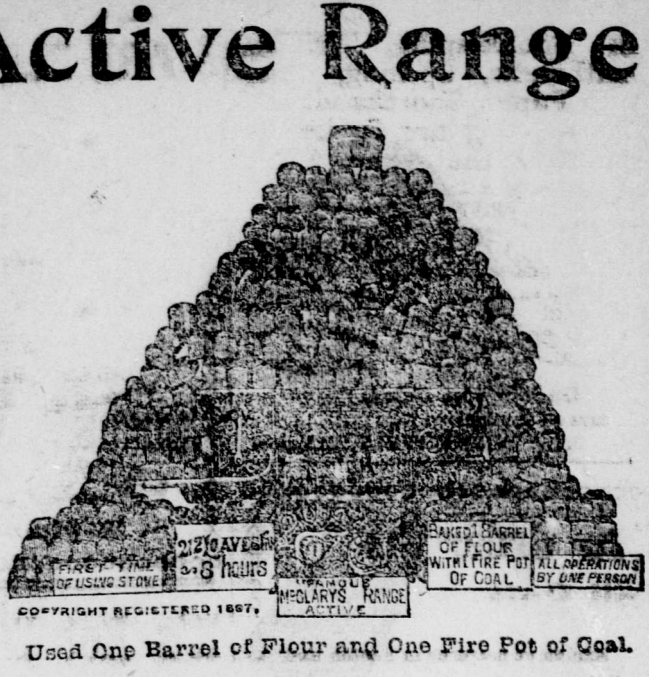 Active Range
FIRST TIME
OF USING STOVE
212 LOAVES IN
8 hours
BAKED 1 BARREL
OF FLOUR
WITH 1 FIRE POT
OF COAL
ALL OPERATIONS
BY ONE PERSON
"FAMOUS
McCLARYS RANGE
ACTIVE
COPYRIGHT REGISTERED 1897.
Used One Barrel of Flour and One Fire Pot of Coal.